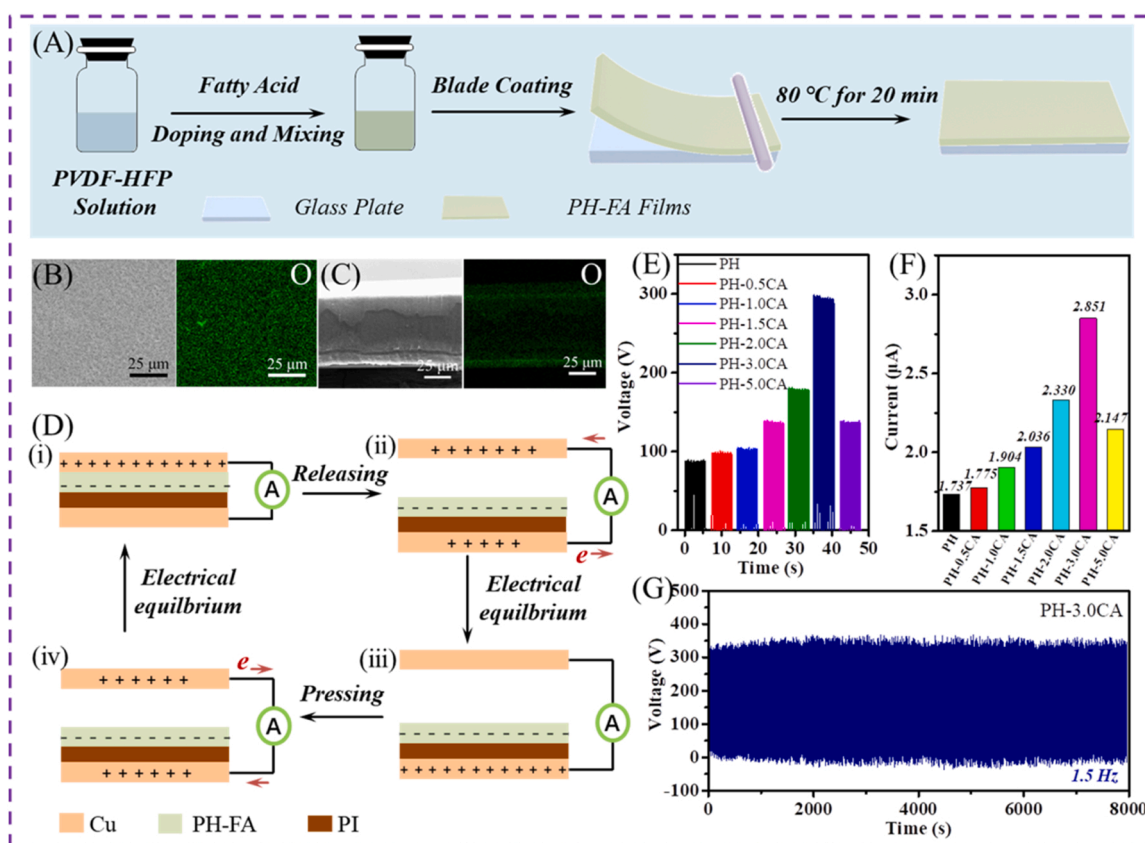 (A)
Fatty Acid
Doping and Mixing
Blade Coating
80 °C for 20 min
PVDF-HFP
Solution
Glass Plate
PH-FA Films
(B)
25 μm
O
25 μm
(C)
25 μm
O
25 μm
(D)
(i)
+ + + + + + + + + + + +
- - - - - - - - - - - -
A
Releasing
(ii)
+ + + + + + +
- - - - - - - - - - - -
+ + + + +
A
e
Electrical
equilbrium
Electrical
equilbrium
(iv)
e
+ + + + + +
- - - - - - - - - - - -
+ + + + + +
A
Pressing
(iii)
- - - - - - - - - - - -
+ + + + + + + + + + +
A
Cu
PH-FA
PI
(E)
PH
PH-0.5CA
PH-1.0CA
PH-1.5CA
PH-2.0CA
PH-3.0CA
PH-5.0CA
Voltage (V)
300
200
100
0
0 10 20 30 40 50
Time (s)
(F)
Current (μA)
3.0
2.5
2.0
1.5
1.737
1.775
1.904
2.036
2.330
2.851
2.147
PH
PH-0.5CA
PH-1.0CA
PH-1.5CA
PH-2.0CA
PH-3.0CA
PH-5.0CA
(G)
PH-3.0CA
Voltage (V)
500
400
300
200
100
0
-100
1.5 Hz
0 2000 4000 6000 8000
Time (s)